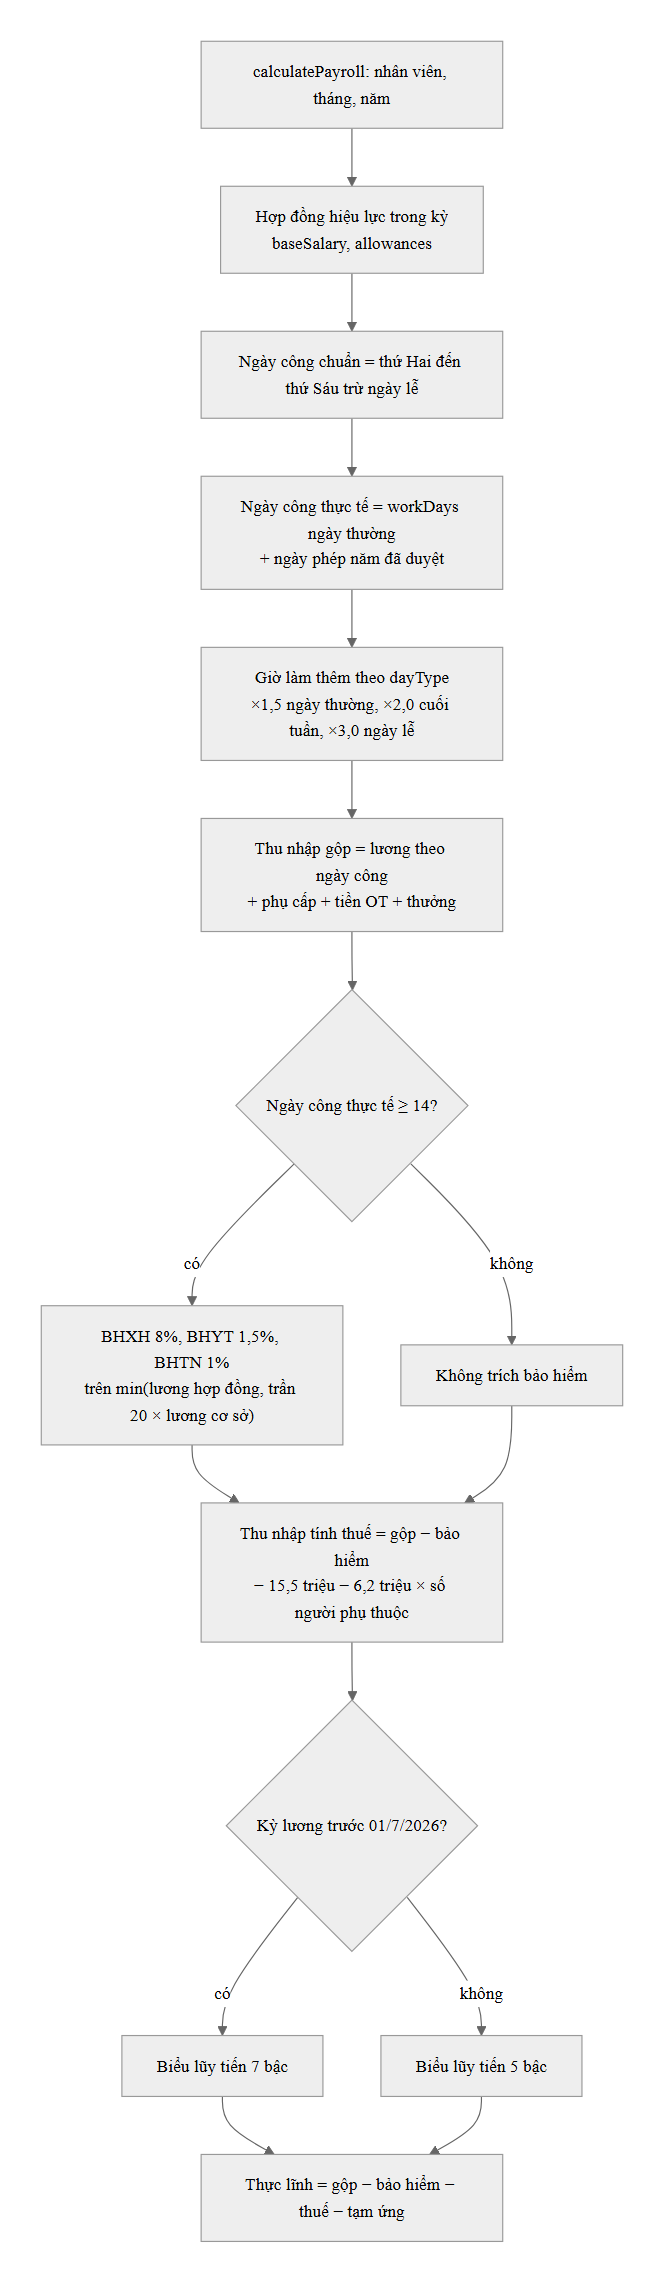 calculatePayroll: nhân viên,
tháng, năm
Hợp đồng hiệu lực trong kỳ
baseSalary, allowances
Ngày công chuẩn = thứ Hai đến
thứ Sáu trừ ngày lễ
Ngày công thực tế = workDays
ngày thường
+ ngày phép năm đã duyệt
Giờ làm thêm theo dayType
×1,5 ngày thường, ×2,0 cuối
tuần, ×3,0 ngày lễ
Thu nhập gộp = lương theo
ngày công
+ phụ cấp + tiền OT + thưởng
Ngày công thực tế ≥ 14?
có
không
BHXH 8%, BHYT 1,5%,
BHTN 1%
trên min(lương hợp đồng, trần
20 × lương cơ sở)
Không trích bảo hiểm
Thu nhập tính thuế = gộp − bảo
hiểm
− 15,5 triệu − 6,2 triệu × số
người phụ thuộc
Kỳ lương trước 01/7/2026?
có
không
Biểu lũy tiến 7 bậc
Biểu lũy tiến 5 bậc
Thực lĩnh = gộp − bảo hiểm −
thuế − tạm ứng